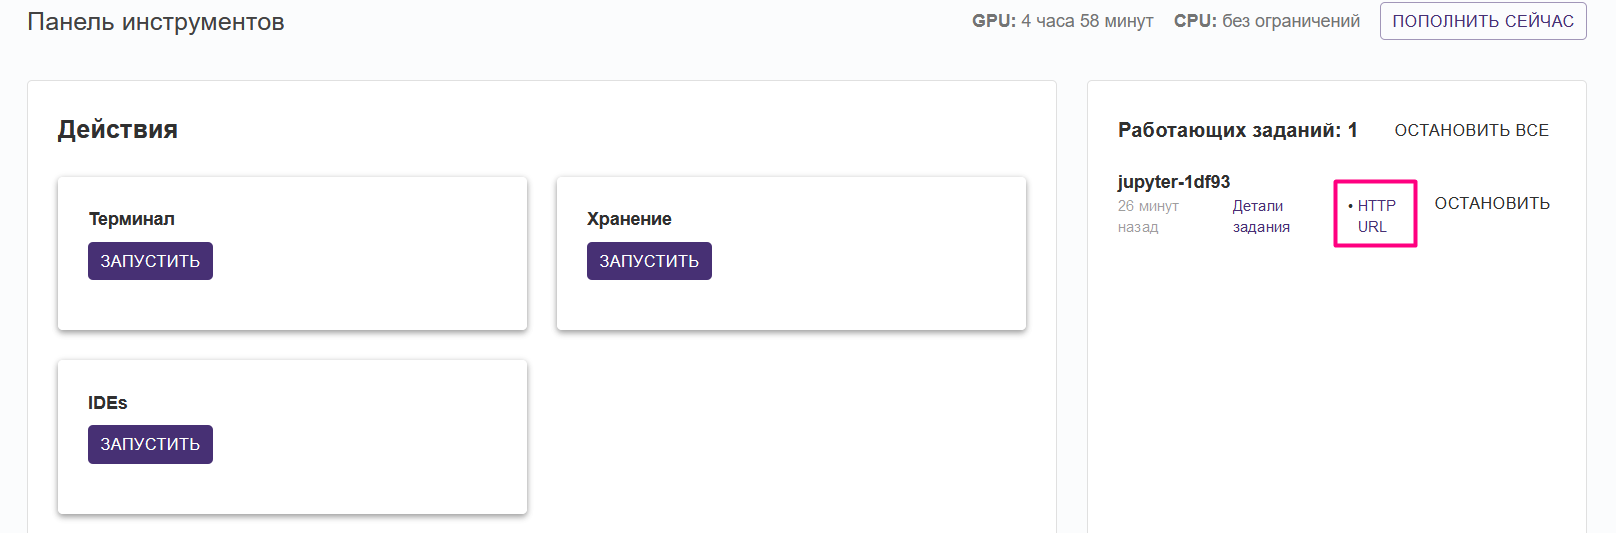 Панель инструментов
GPU: 4 часа 58 минут CPU: без ограничений ПОПОЛНИТЬ СЕЙЧАС
Действия
Терминал
ЗАПУСТИТЬ
Хранение
ЗАПУСТИТЬ
IDEs
ЗАПУСТИТЬ
Работающих заданий: 1 ОСТАНОВИТЬ ВСЕ
jupyter-1df93
26 минут
назад
Детали
задания
• HTTP
URL
ОСТАНОВИТЬ